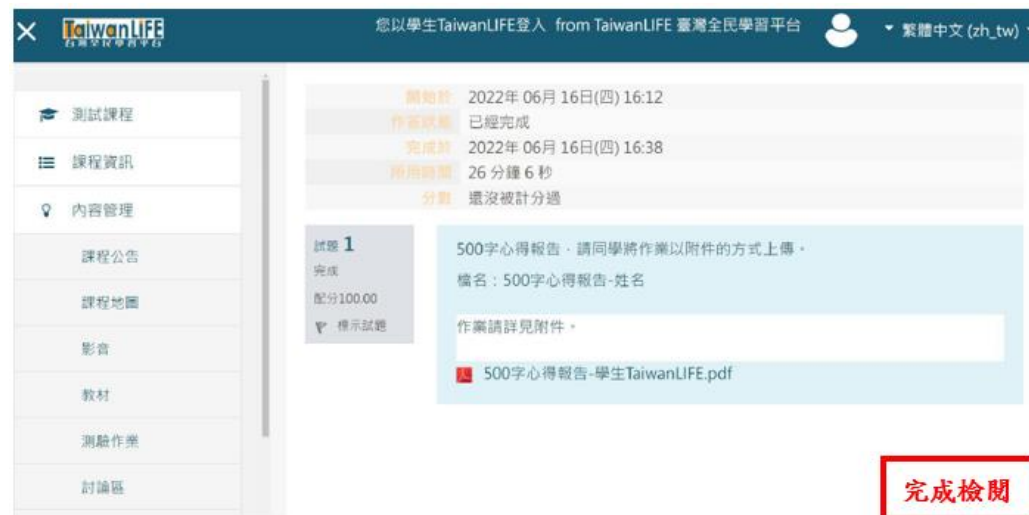 TaiwanLIFE
台灣全民學習平台
您以學生TaiwanLIFE登入 from TaiwanLIFE 臺灣全民學習平台
繁體中文 (zh_tw)
測試課程
課程資訊
內容管理
課程公告
課程地圖
影音
教材
測驗作業
討論區
開始於 2022年 06月 16日(四) 16:12
作答狀態 已經完成
完成於 2022年 06月 16日(四) 16:38
所用時間 26 分鐘 6 秒
分數 還沒被計分過
試題 1
完成
配分100.00
標示試題
500字心得報告，請同學將作業以附件的方式上傳。
檔名：500字心得報告-姓名
作業請詳見附件。
500字心得報告-學生TaiwanLIFE.pdf
完成檢閱